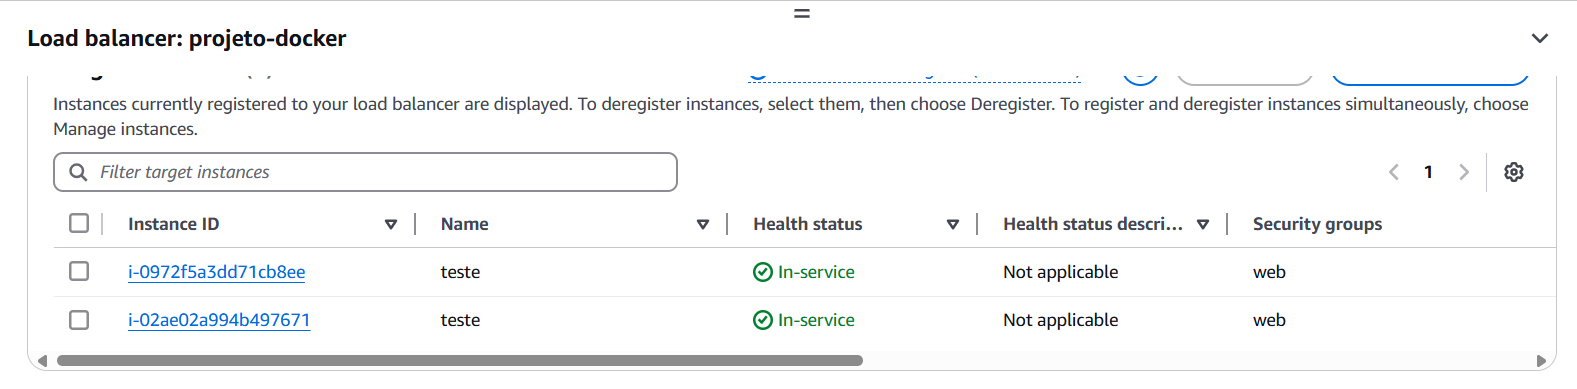 Load balancer: projeto-docker
Instances currently registered to your load balancer are displayed. To deregister instances, select them, then choose Deregister. To register and deregister instances simultaneously, choose
Manage instances.
Filter target instances
1
Instance ID Name Health status Health status descri... Security groups
i-0972f5a3dd71cb8ee teste In-service Not applicable web
i-02ae02a994b497671 teste In-service Not applicable web